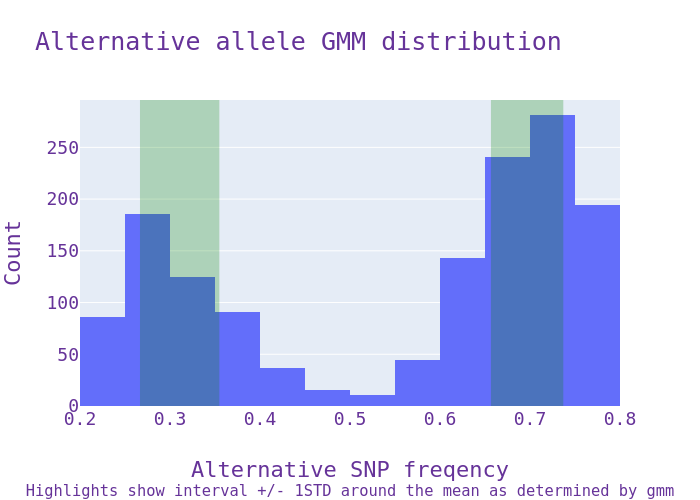 Alternative allele GMM distribution
250
200
150
100
50
0
Count
0.2 0.3 0.4 0.5 0.6 0.7 0.8
Alternative SNP freqency
Highlights show interval +/- 1STD around the mean as determined by gmm